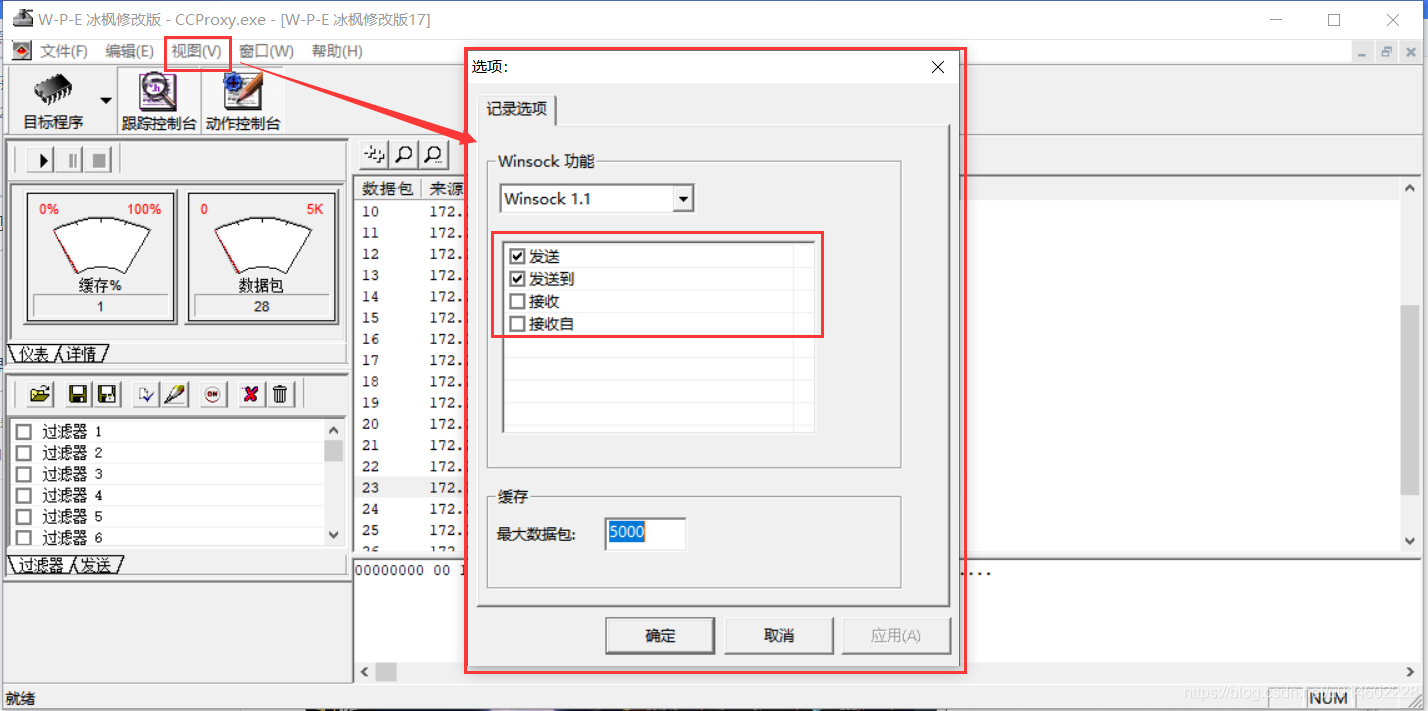 W-P-E 冰枫修改版 - CCProxy.exe - [W-P-E 冰枫修改版17]
文件(F) 编辑(E) 视图(V) 窗口(W) 帮助(H)
目标程序 跟踪控制台 动作控制台
0% 100%
缓存%
1
0 5K
数据包
28
仪表 详情
过滤器 1
过滤器 2
过滤器 3
过滤器 4
过滤器 5
过滤器 6
过滤器 发送
数据包 来源
10 172.
11 172.
12 172.
13 172.
14 172.
15 172.
16 172.
17 172.
18 172.
19 172.
20 172.
21 172.
22 172.
23 172.
24 172.
25 172.
00000000 00 1
....
选项:
记录选项
Winsock 功能
Winsock 1.1
发送
发送到
接收
接收自
缓存
最大数据包: 5000
确定 取消 应用(A)
就绪
NUM